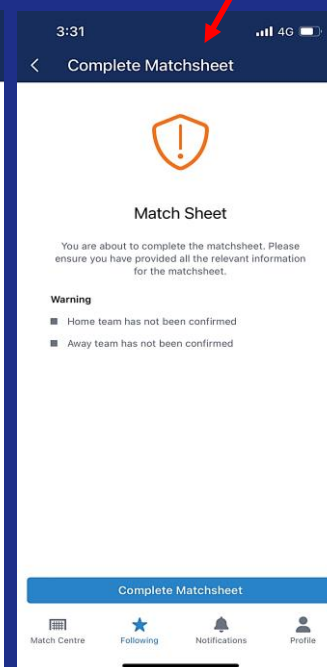 3:31 4G
Complete Matchsheet
Match Sheet
You are about to complete the matchsheet. Please
ensure you have provided all the relevant information
for the matchsheet.
Warning
Home team has not been confirmed
Away team has not been confirmed
Complete Matchsheet
Match Centre Following Notifications Profile